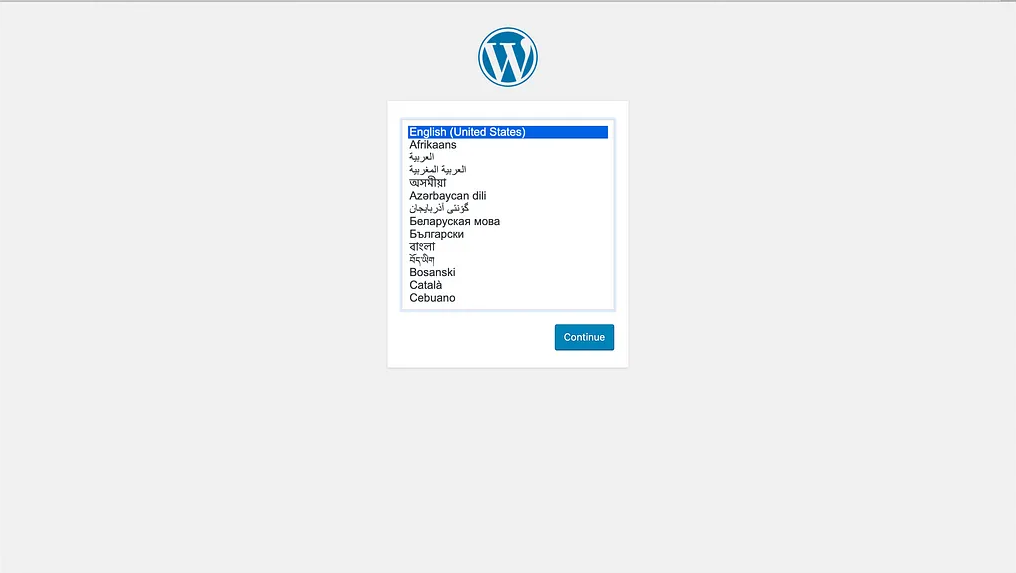 English (United States)
Afrikaans
العربية
العربية المغربية
অসমীয়া
Azərbaycan dili
گؤنئی آذربایجان
Беларуская мова
Български
বাংলা
བོད་ཡིག
Bosanski
Català
Cebuano
Continue